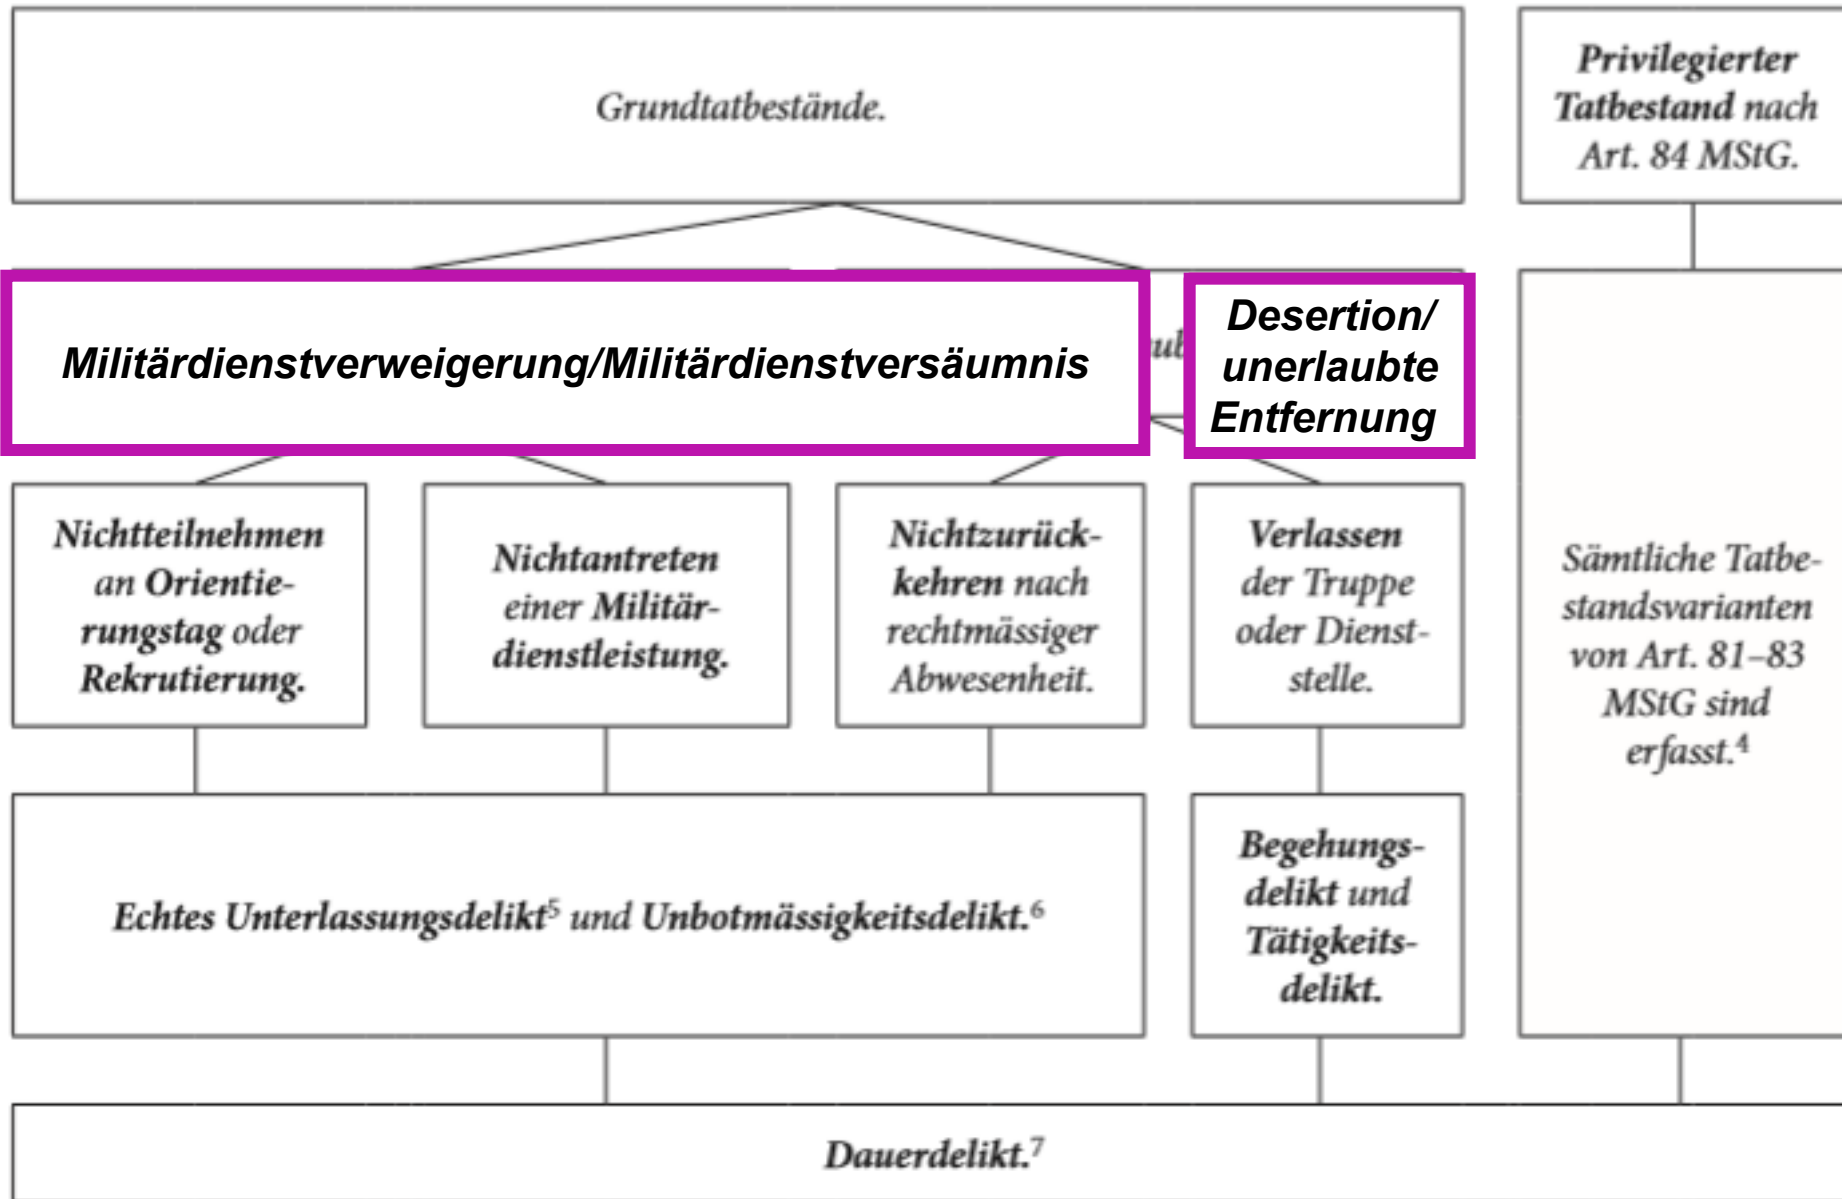 Grundtatbestände.
Privilegierter
Tatbestand nach
Art. 84 MStG.
Militärdienstverweigerung/Militärdienstversäumnis
Desertion/
unerlaubte
Entfernung
Nichtteilnehmen
an Orientie-
rungstag oder
Rekrutierung.
Nichtantreten
einer Militär-
dienstleistung.
Nichtzurück-
kehren nach
rechtmässiger
Abwesenheit.
Verlassen
der Truppe
oder Dienst-
stelle.
Sämtliche Tatbe-
standsvarianten
von Art. 81–83
MStG sind
erfasst.4
Echtes Unterlassungsdelikt5 und Unbotmässigkeitsdelikt.6
Begehungs-
delikt und
Tätigkeits-
delikt.
Dauerdelikt.7